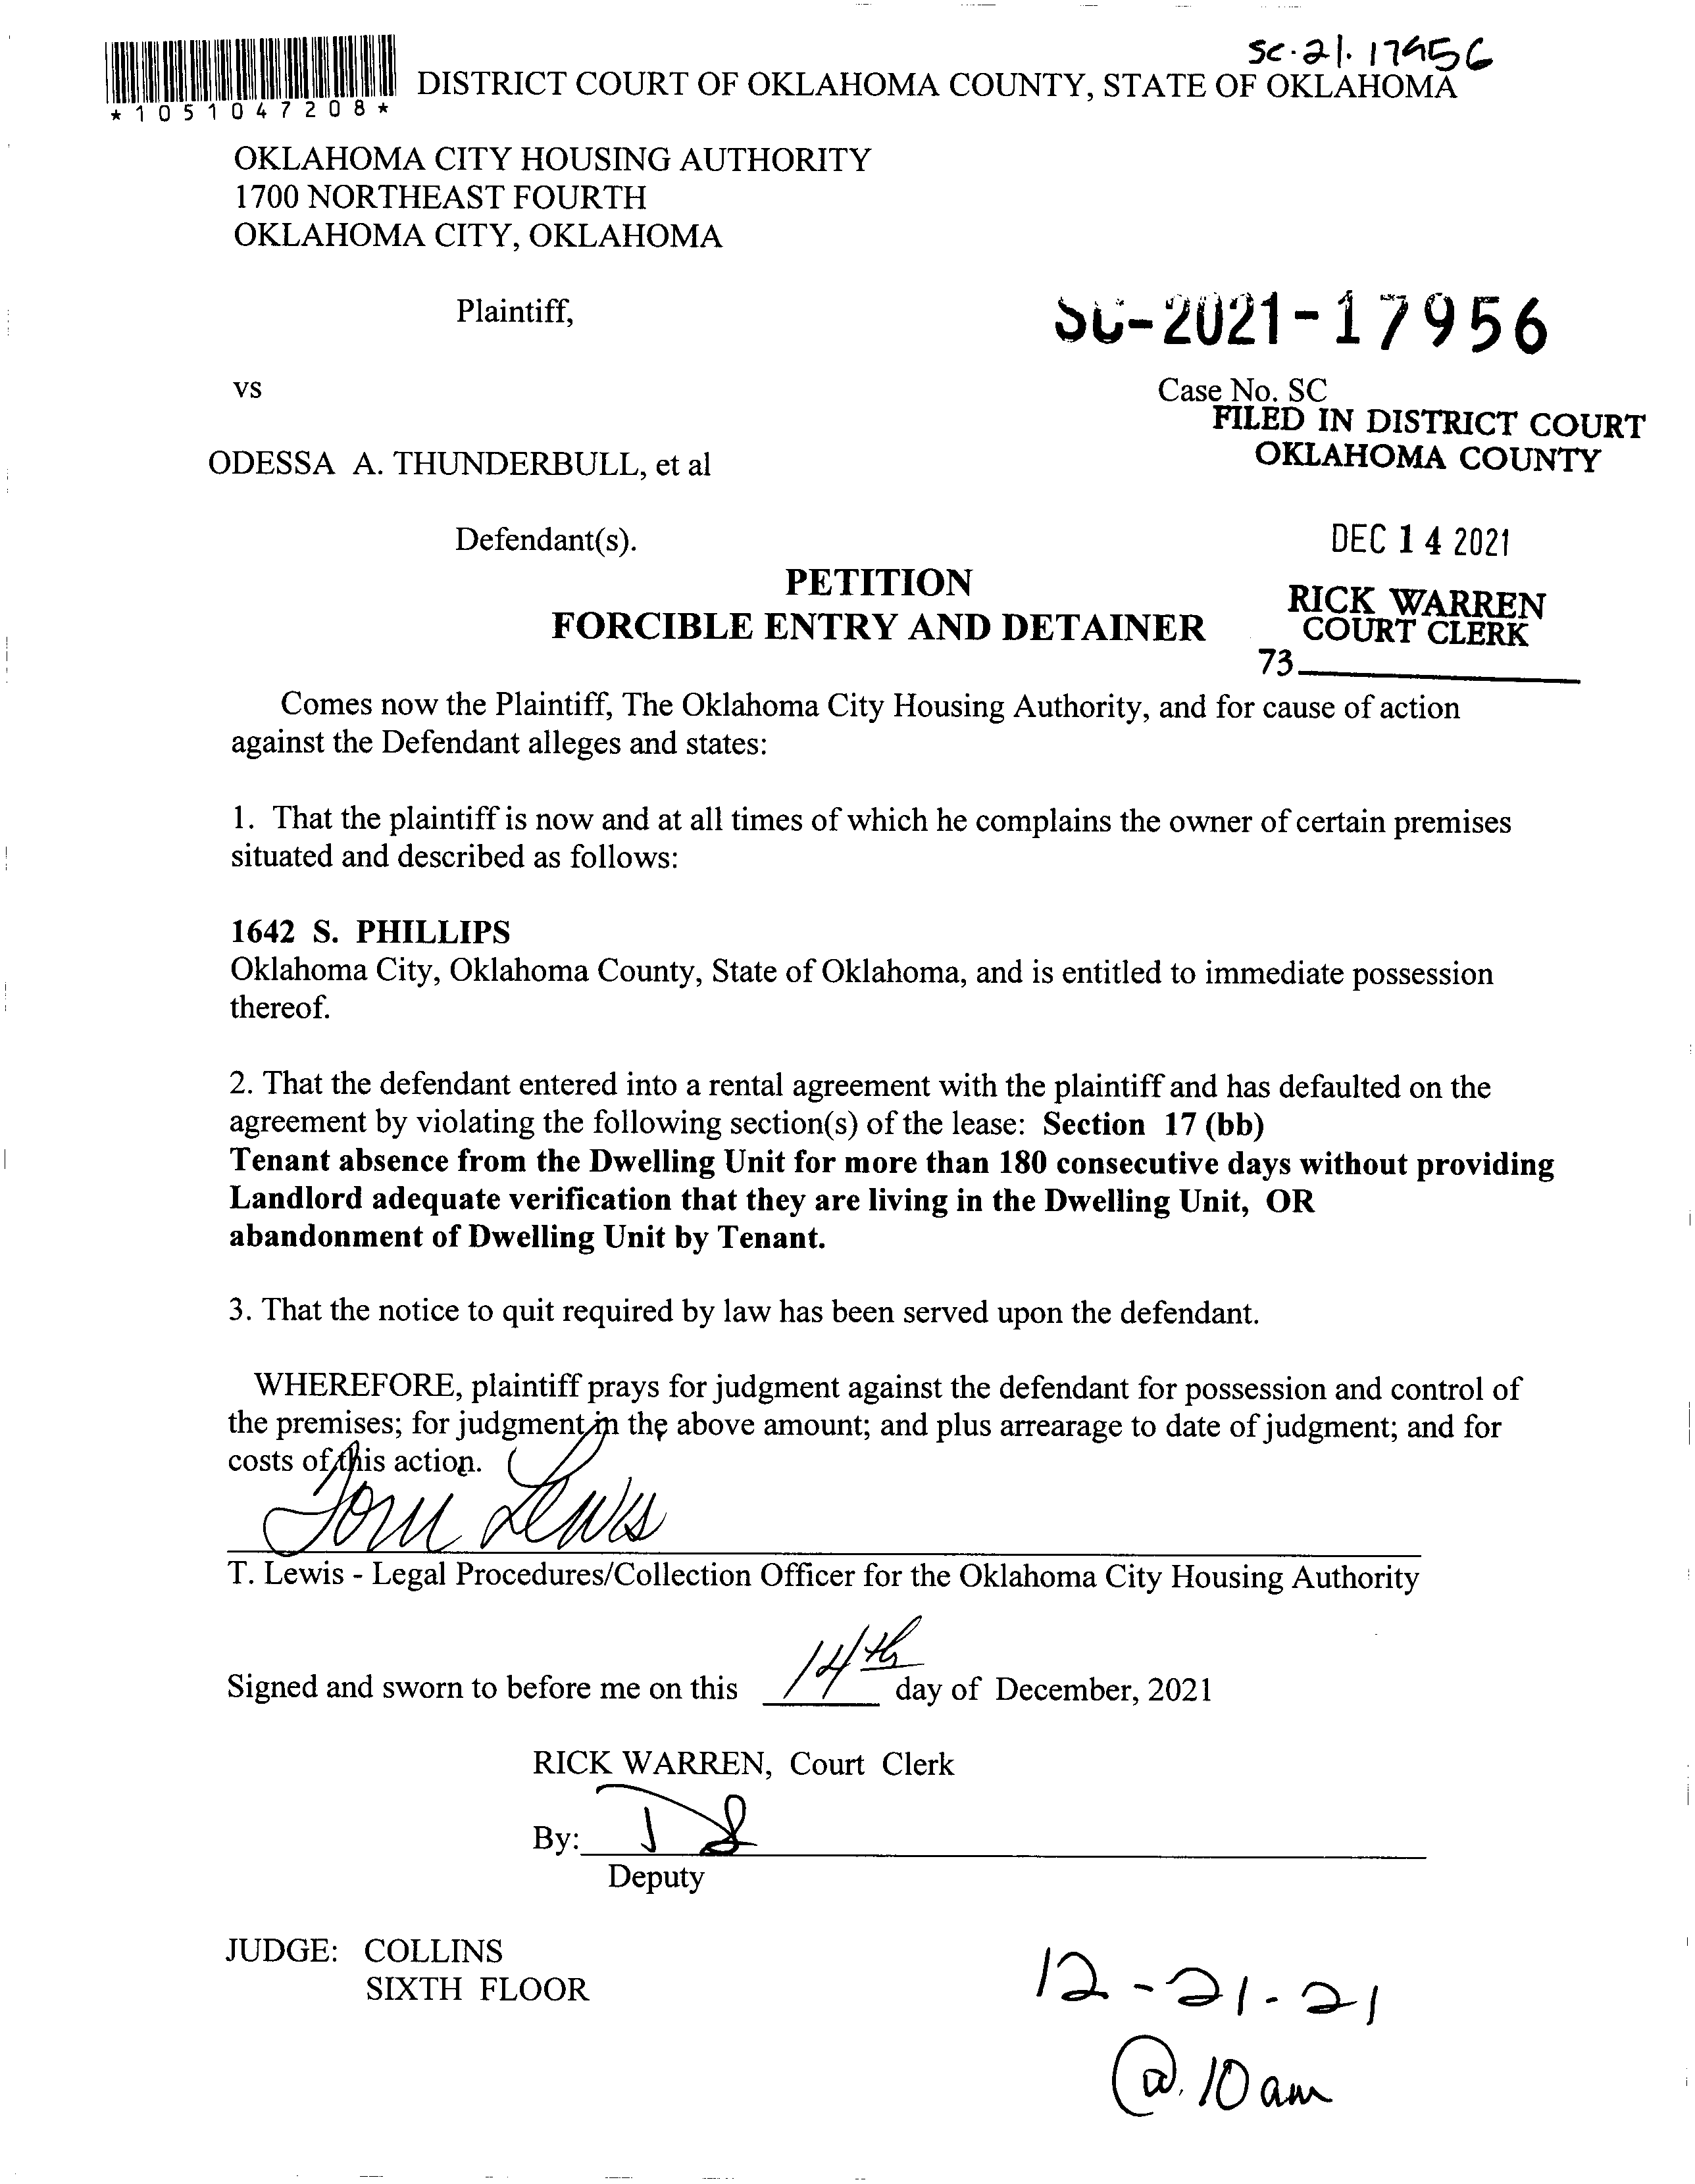 SC-21-17956
*1051047208*
DISTRICT COURT OF OKLAHOMA COUNTY, STATE OF OKLAHOMA
OKLAHOMA CITY HOUSING AUTHORITY
1700 NORTHEAST FOURTH
OKLAHOMA CITY, OKLAHOMA
Plaintiff,
SC-2021-17956
vs
Case No. SC
FILED IN DISTRICT COURT
OKLAHOMA COUNTY
ODESSA A. THUNDERBULL, et al
Defendant(s).
DEC 14 2021
PETITION
FORCIBLE ENTRY AND DETAINER
RICK WARREN
COURT CLERK
73
Comes now the Plaintiff, The Oklahoma City Housing Authority, and for cause of action
against the Defendant alleges and states:
1. That the plaintiff is now and at all times of which he complains the owner of certain premises
situated and described as follows:
1642 S. PHILLIPS
Oklahoma City, Oklahoma County, State of Oklahoma, and is entitled to immediate possession
thereof.
2. That the defendant entered into a rental agreement with the plaintiff and has defaulted on the
agreement by violating the following section(s) of the lease: Section 17 (bb)
Tenant absence from the Dwelling Unit for more than 180 consecutive days without providing
Landlord adequate verification that they are living in the Dwelling Unit, OR
abandonment of Dwelling Unit by Tenant.
3. That the notice to quit required by law has been served upon the defendant.
WHEREFORE, plaintiff prays for judgment against the defendant for possession and control of
the premises; for judgment in the above amount; and plus arrearage to date of judgment; and for
costs of this action.
Toni Lewis
T. Lewis - Legal Procedures/Collection Officer for the Oklahoma City Housing Authority
Signed and sworn to before me on this 14th day of December, 2021
RICK WARREN, Court Clerk
By:
Deputy
JUDGE: COLLINS
SIXTH FLOOR
12-21-21
@ 10 am